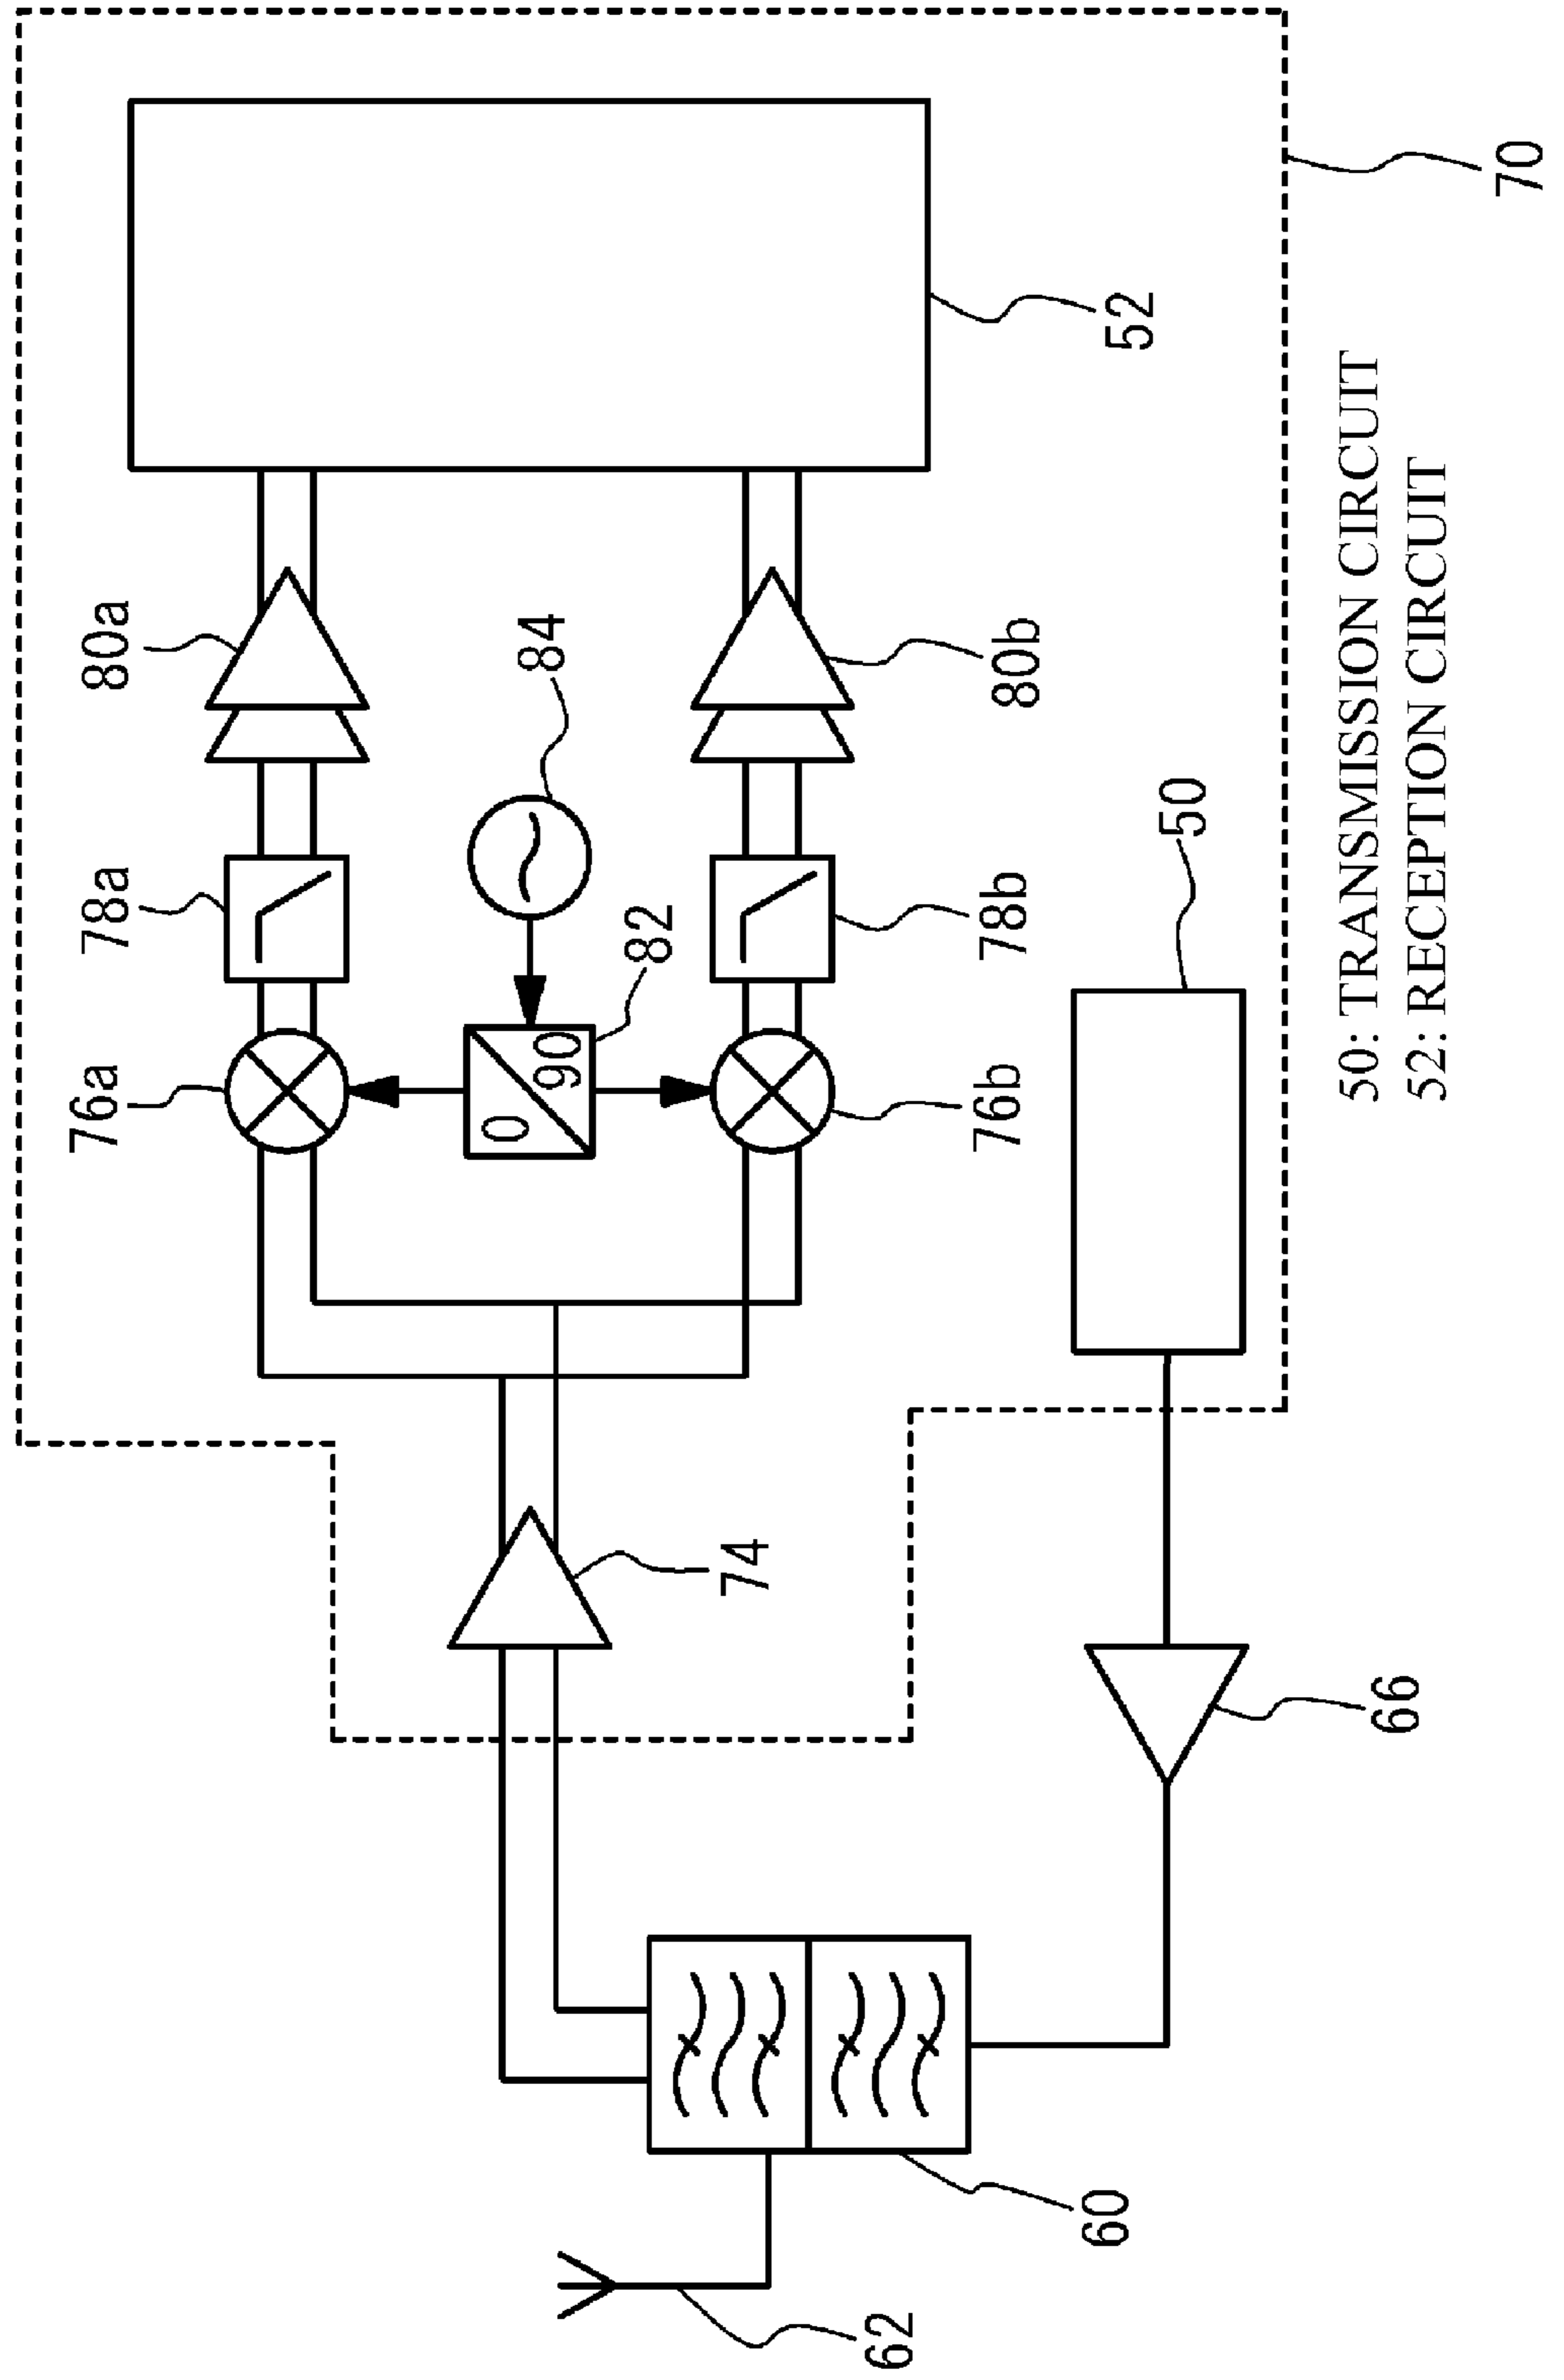 80a
78a
76a
84
82
0
90
52
80b
78b
76b
74
50
70
60
62
66
50: TRANSMISSION CIRCUIT
52: RECEPTION CIRCUIT